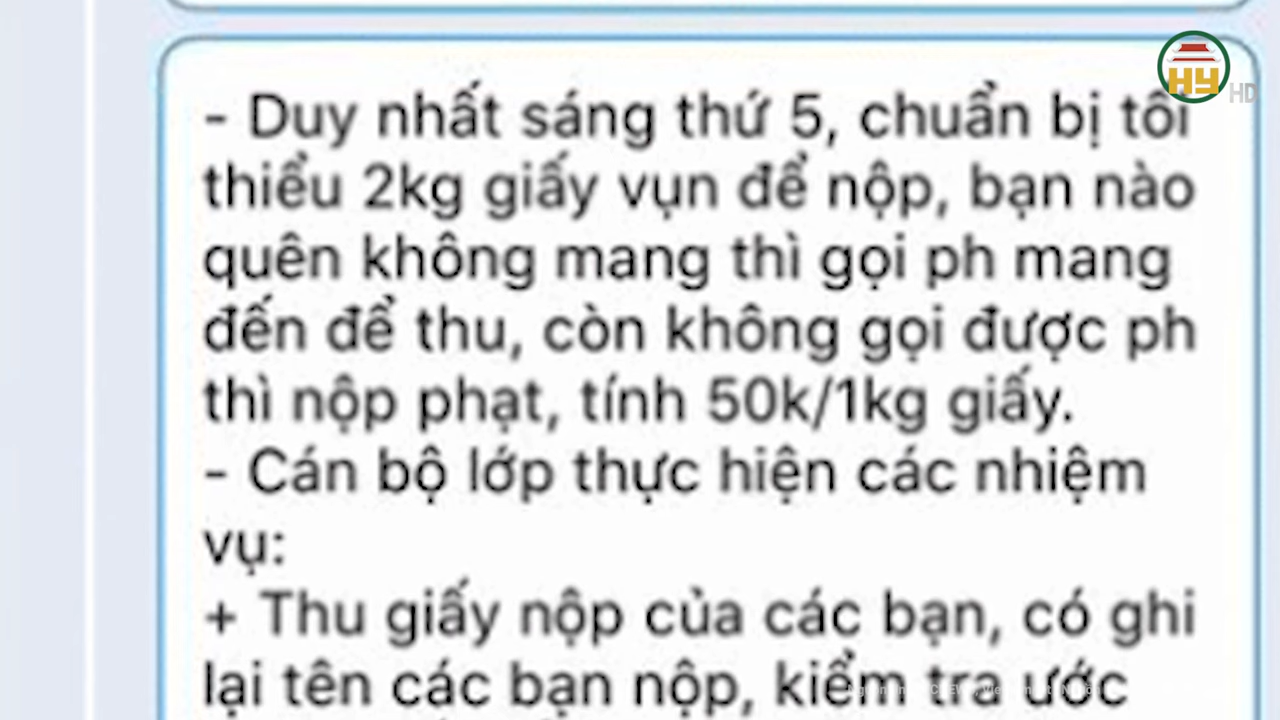 HY HD
- Duy nhất sáng thứ 5, chuẩn bị tối
thiểu 2kg giấy vụn để nộp, bạn nào
quên không mang thì gọi ph mang
đến để thu, còn không gọi được ph
thì nộp phạt, tính 50k/1kg giấy.
- Cán bộ lớp thực hiện các nhiệm
vụ:
+ Thu giấy nộp của các bạn, có ghi
lại tên các bạn nộp, kiểm tra ước